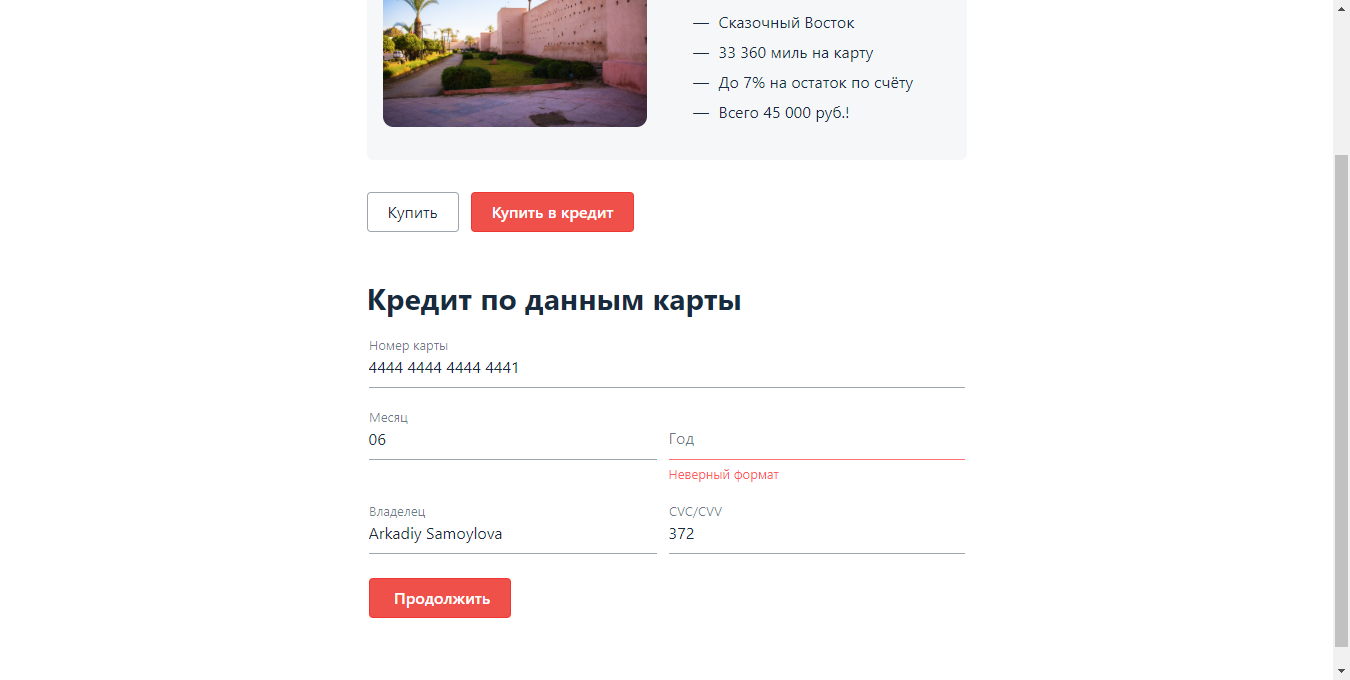 — Сказочный Восток
— 33 360 миль на карту
— До 7% на остаток по счёту
— Всего 45 000 руб.!
Купить
Купить в кредит
Кредит по данным карты
Номер карты
4444 4444 4444 4441
Месяц
06
Год
Неверный формат
Владелец
Arkadiy Samoylova
CVC/CVV
372
Продолжить